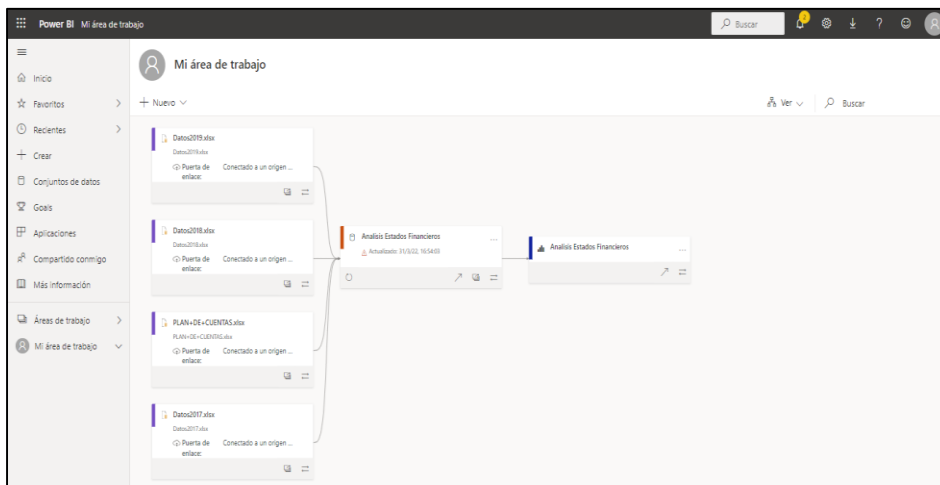 Power BI Mi área de trabajo
Buscar
2
Mi área de trabajo
Inicio
Favoritos
Recientes
Crear
Conjuntos de datos
Goals
Aplicaciones
Compartido conmigo
Más información
Áreas de trabajo
Mi área de trabajo
Nuevo
Ver
Buscar
Datos2019.xlsx
Datos2019.xlsx
Puerta de Conectado a un origen ...
enlace:
Datos2018.xlsx
Datos2018.xlsx
Puerta de Conectado a un origen ...
enlace:
PLAN+DE+CUENTAS.xlsx
PLAN+DE+CUENTAS.xlsx
Puerta de Conectado a un origen ...
enlace:
Datos2017.xlsx
Datos2017.xlsx
Puerta de Conectado a un origen ...
enlace:
Analisis Estados Financieros
Actualizado: 31/3/22, 16:54:03
Analisis Estados Financieros